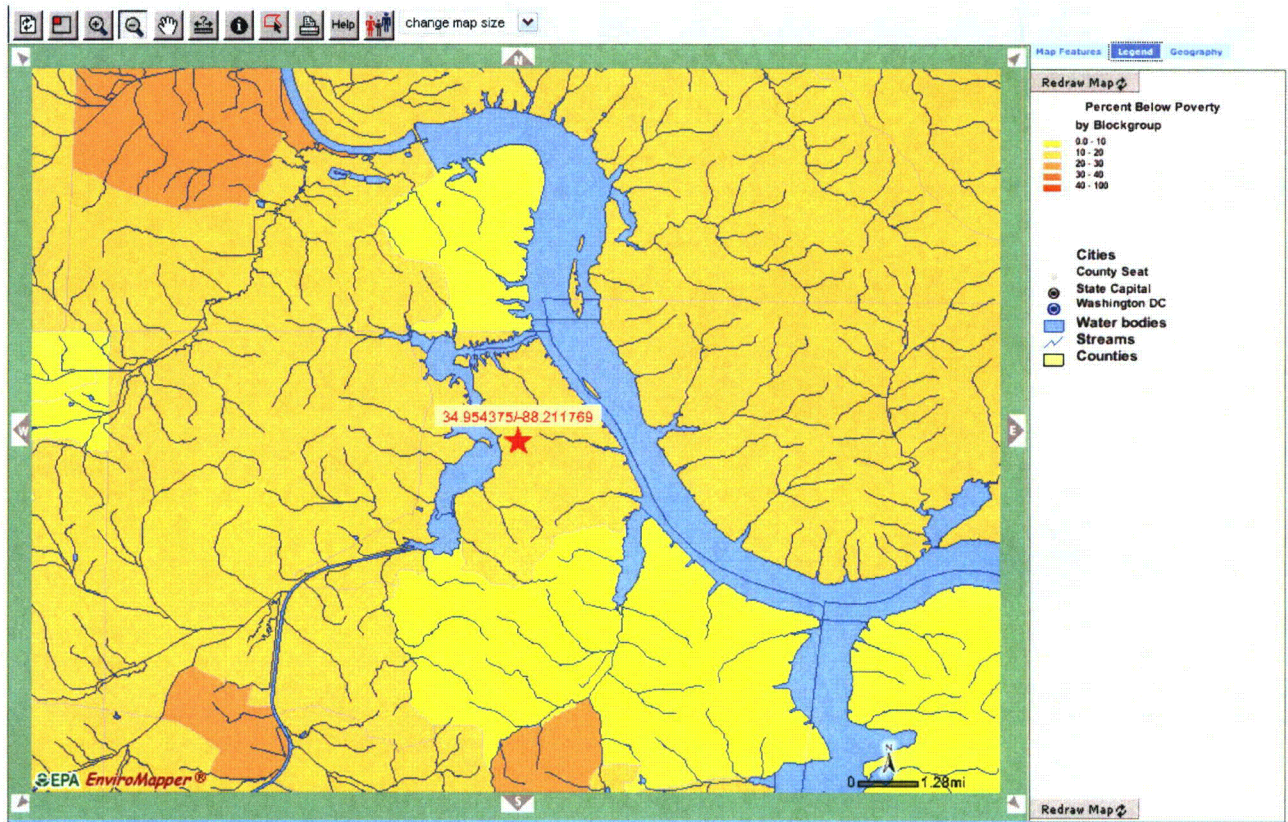 Help
change map size
N
Map Features Legend Geography
Redraw Map
Percent Below Poverty
by Blockgroup
0.0 - 10
10 - 20
20 - 30
30 - 40
40 - 100
Cities
County Seat
State Capital
Washington DC
Water bodies
Streams
Counties
34.954375/-88.211769
W
E
N
EPA EnviroMapper ®
0 1.28mi
S
Redraw Map